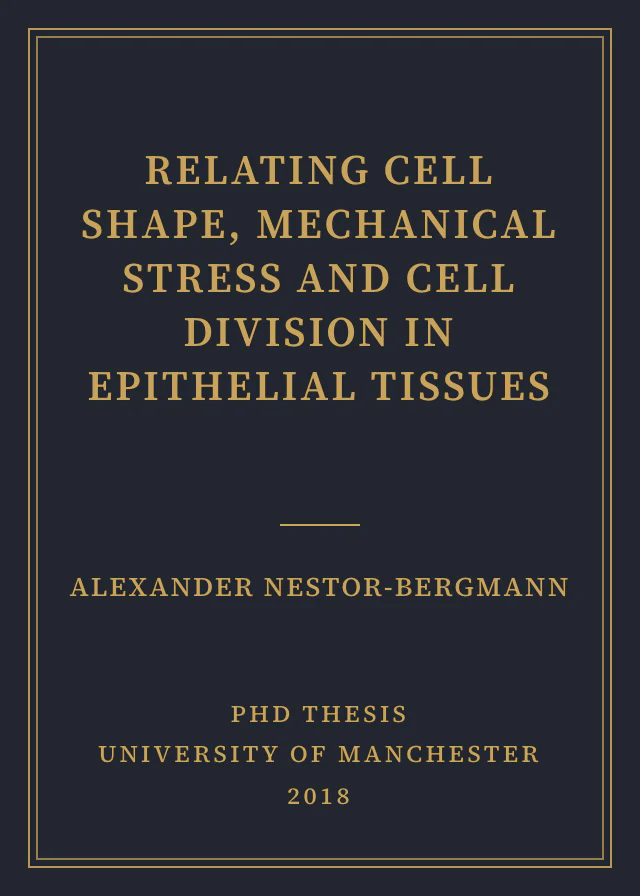 RELATING CELL
SHAPE, MECHANICAL
STRESS AND CELL
DIVISION IN
EPITHELIAL TISSUES
ALEXANDER NESTOR-BERGMANN
PHD THESIS
UNIVERSITY OF MANCHESTER
2018